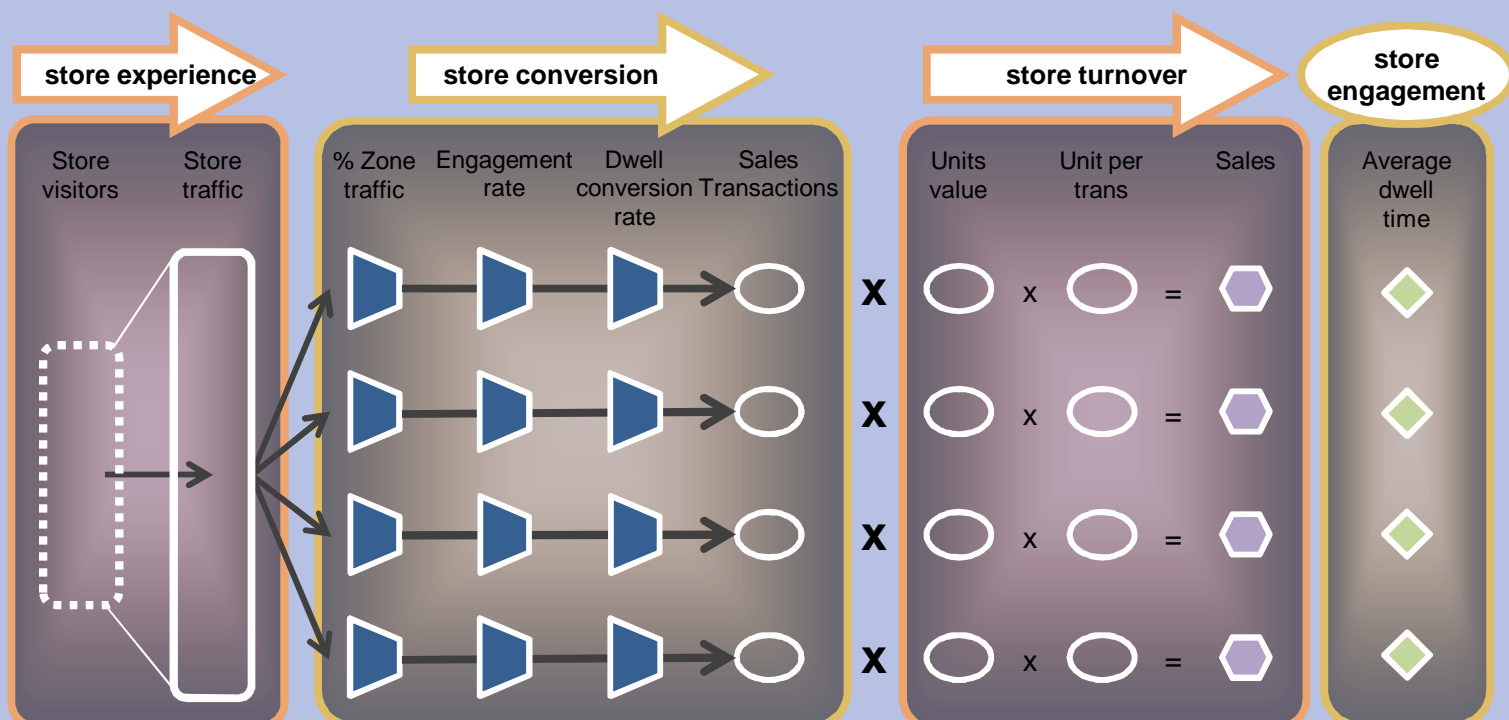 store experience
store conversion
store turnover
store
engagement
Store
visitors
Store
traffic
% Zone
traffic
Engagement
rate
Dwell
conversion
rate
Sales
Transactions
Units
value
Unit per
trans
Sales
Average
dwell
time
X x =
X x =
X x =
X x =